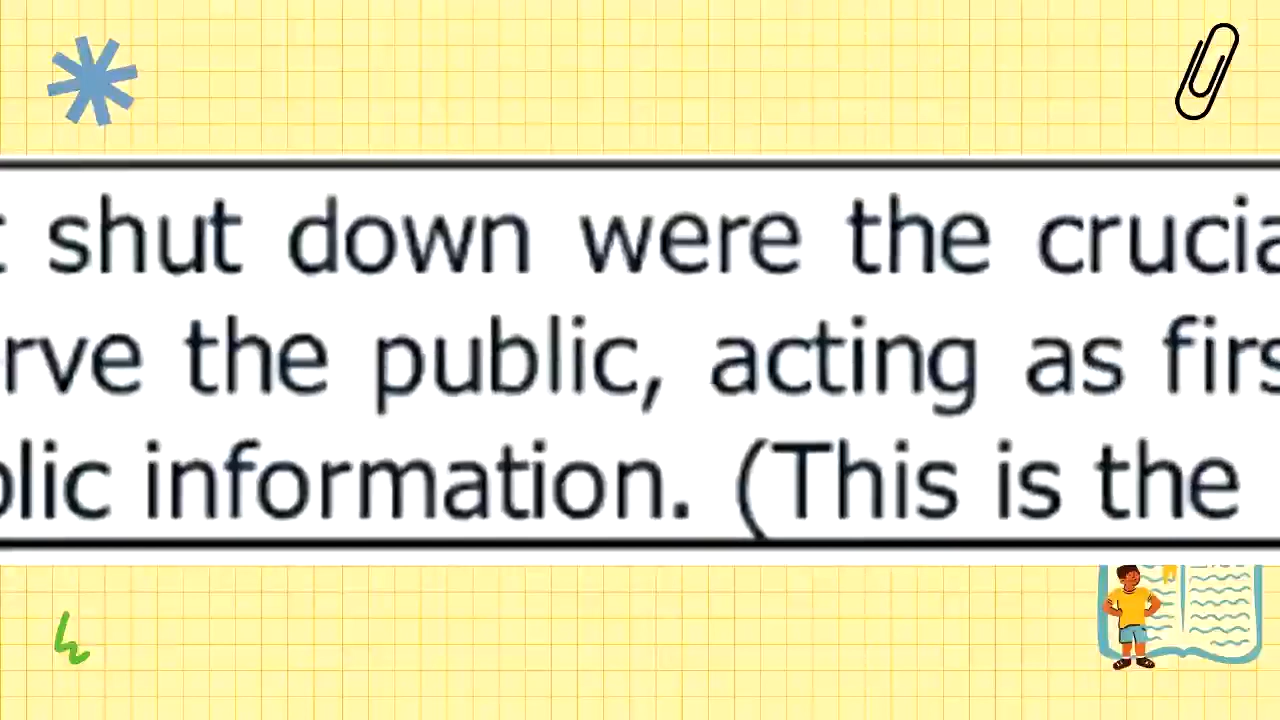 shut down were the crucia
rve the public, acting as firs
lic information. (This is the